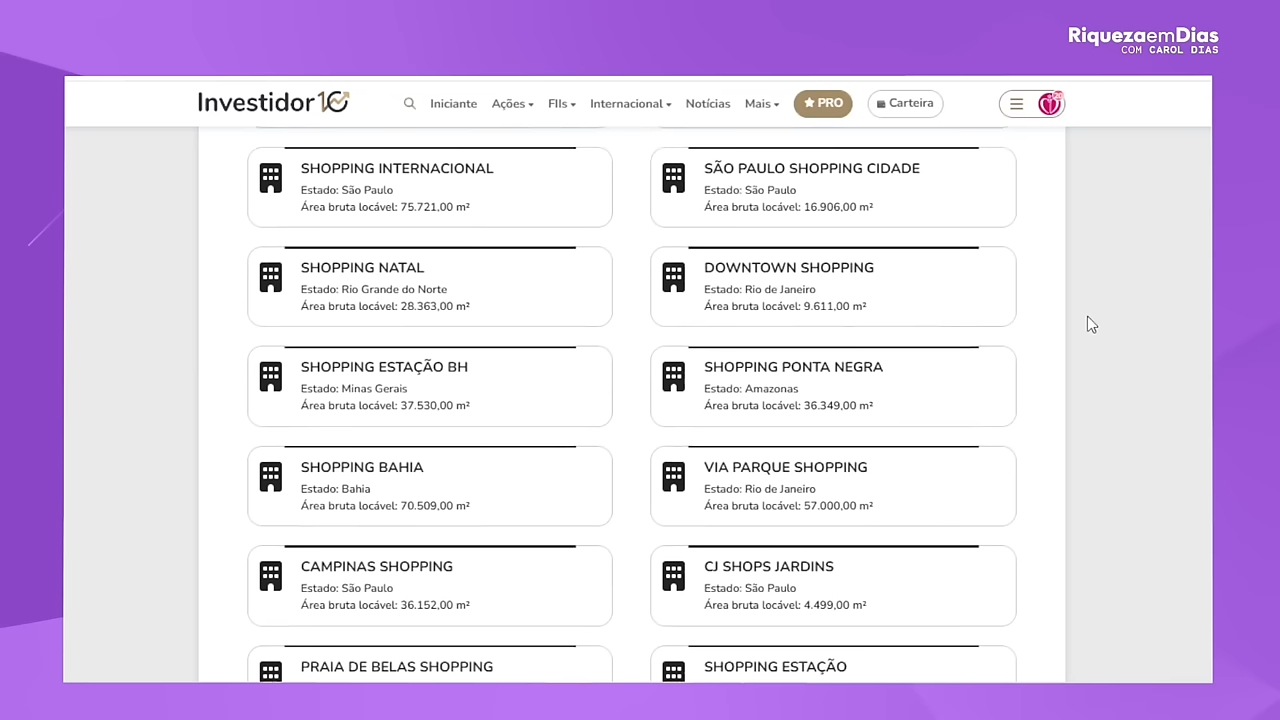 RiquezaemDias
COM CAROL DIAS
Investidor10
Iniciante
Ações
FIIs
Internacional
Notícias
Mais
PRO
Carteira
SHOPPING INTERNACIONAL
Estado: São Paulo
Área bruta locável: 75.721,00 m²
SÃO PAULO SHOPPING CIDADE
Estado: São Paulo
Área bruta locável: 16.906,00 m²
SHOPPING NATAL
Estado: Rio Grande do Norte
Área bruta locável: 28.363,00 m²
DOWNTOWN SHOPPING
Estado: Rio de Janeiro
Área bruta locável: 9.611,00 m²
SHOPPING ESTAÇÃO BH
Estado: Minas Gerais
Área bruta locável: 37.530,00 m²
SHOPPING PONTA NEGRA
Estado: Amazonas
Área bruta locável: 36.349,00 m²
SHOPPING BAHIA
Estado: Bahia
Área bruta locável: 70.509,00 m²
VIA PARQUE SHOPPING
Estado: Rio de Janeiro
Área bruta locável: 57.000,00 m²
CAMPINAS SHOPPING
Estado: São Paulo
Área bruta locável: 36.152,00 m²
CJ SHOPS JARDINS
Estado: São Paulo
Área bruta locável: 4.499,00 m²
PRAIA DE BELAS SHOPPING
SHOPPING ESTAÇÃO